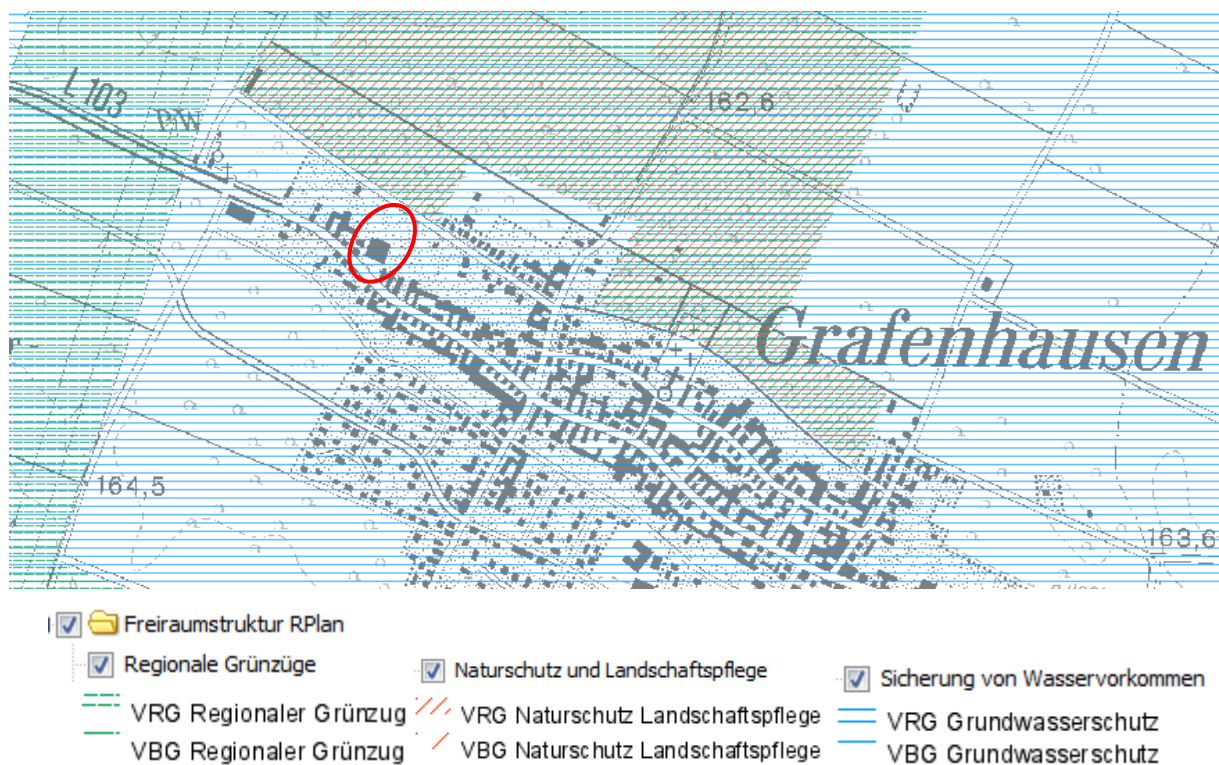 L 103
P.W
162,6
Grafenhausen
164,5
163,6
Freiraumstruktur RPlan
Regionale Grünzüge Naturschutz und Landschaftspflege Sicherung von Wasservorkommen
VRG Regionaler Grünzug VRG Naturschutz Landschaftspflege VRG Grundwasserschutz
VBG Regionaler Grünzug VBG Naturschutz Landschaftspflege VBG Grundwasserschutz